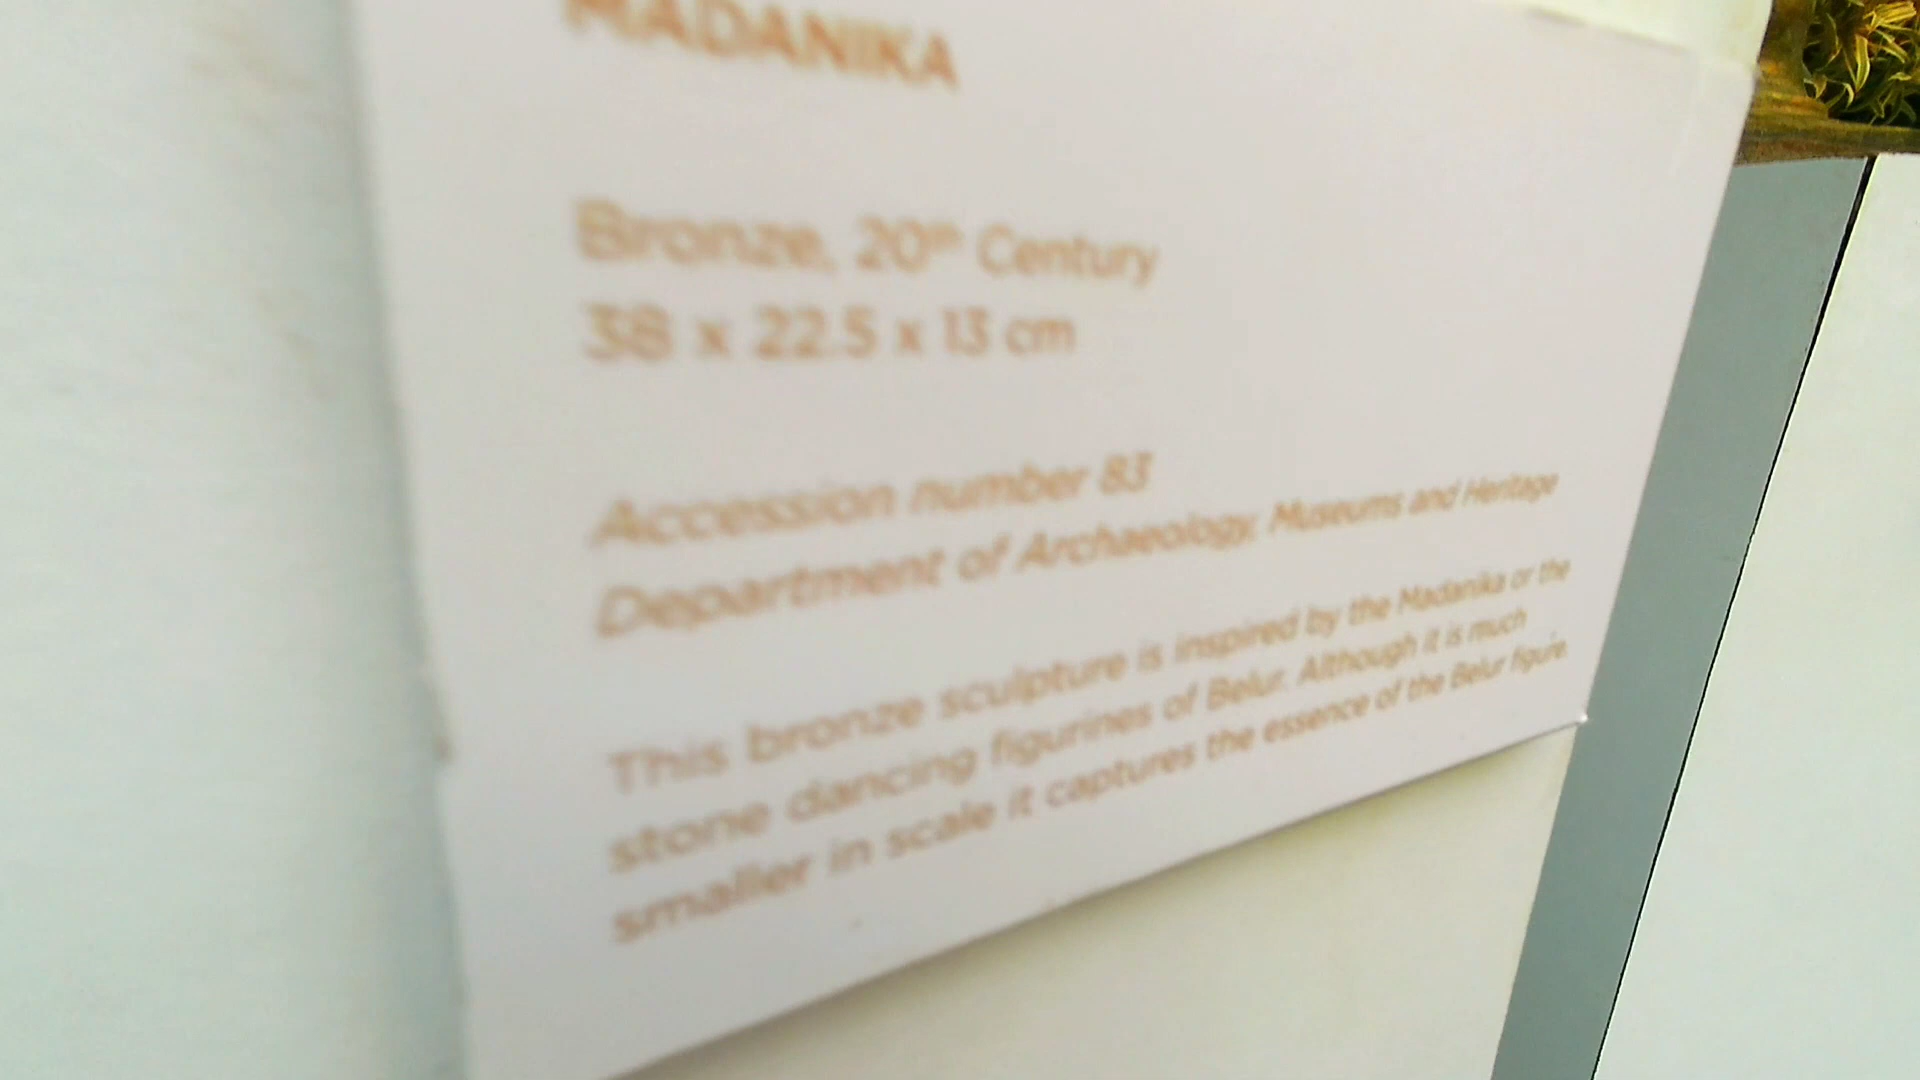 MADANIKA
Bronze, 20th Century
38 x 22.5 x 13 cm
Accession number 83
Department of Archaeology, Museums and Heritage
This bronze sculpture is inspired by the Madanika or the
stone dancing figurines of Belur. Although it is much
smaller in scale it captures the essence of the Belur figure.